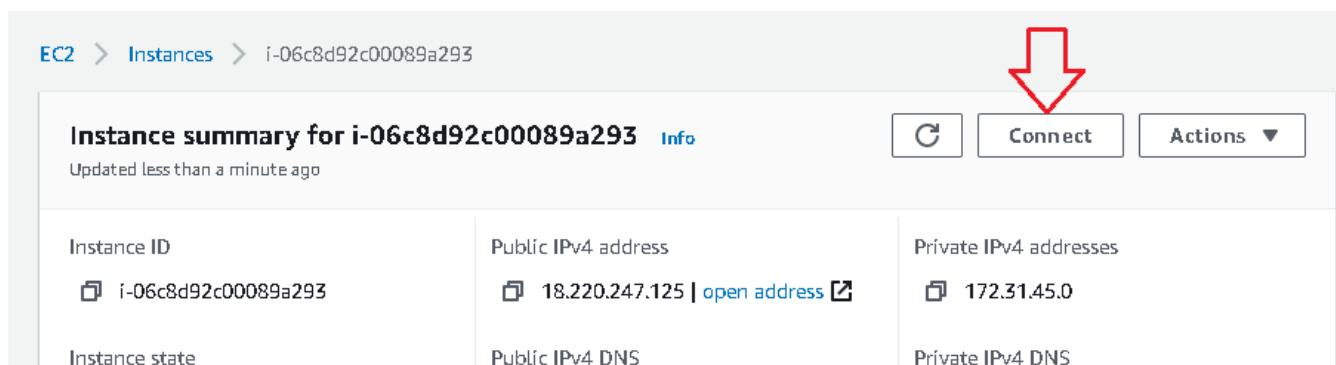 EC2 > Instances > i-06c8d92c00089a293
Instance summary for i-06c8d92c00089a293 Info
Updated less than a minute ago
Connect
Actions ▼
Instance ID
i-06c8d92c00089a293
Public IPv4 address
18.220.247.125 | open address
Private IPv4 addresses
172.31.45.0
Instance state
Public IPv4 DNS
Private IPv4 DNS